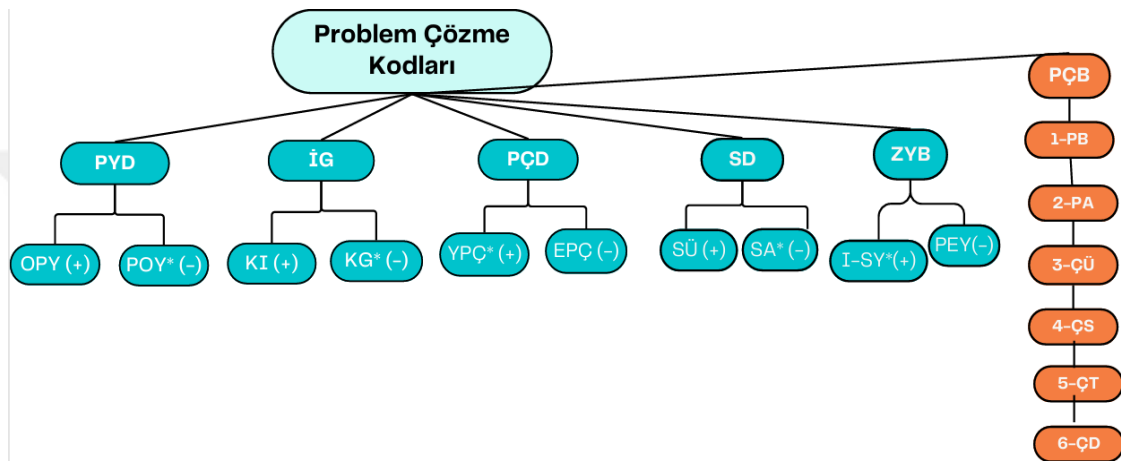 Problem Çözme
Kodları
PÇB
1-PB
2-PA
3-ÇÜ
4-ÇS
5-ÇT
6-ÇD
PYD
İG
PÇD
SD
ZYB
OPY (+)
POY* (-)
KI (+)
KG* (-)
YPÇ* (+)
EPÇ (-)
SÜ (+)
SA* (-)
I-SY*(+)
PEY(-)